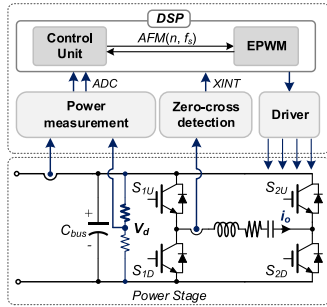 DSP
Control Unit
AFM(n, fs)
EPWM
ADC
XINT
Power measurement
Zero-cross detection
Driver
S1U
S2U
+
Cbus
-
Vd
io
S1D
S2D
Power Stage